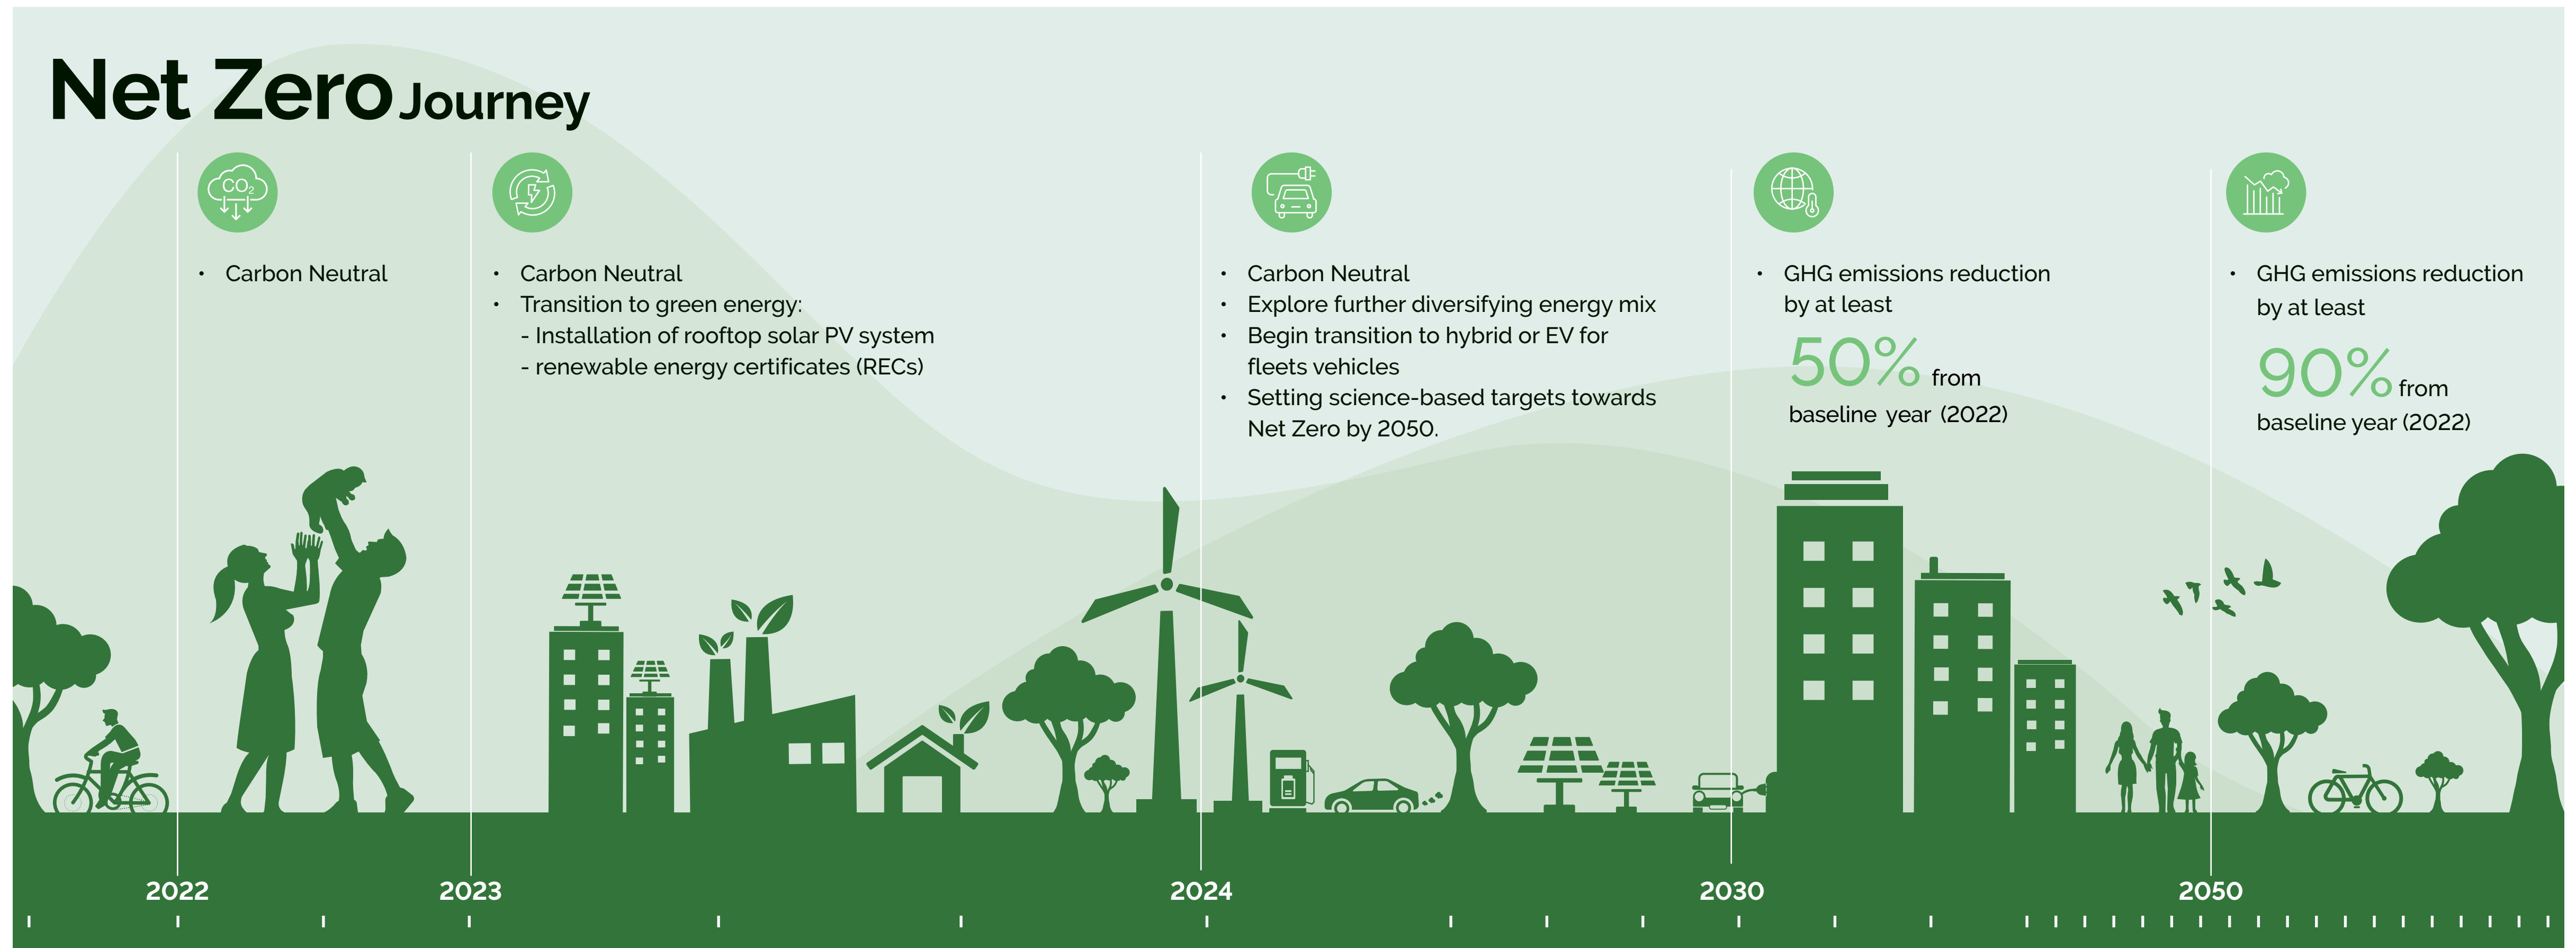 Net Zero Journey
CO2
• Carbon Neutral
• Carbon Neutral
• Transition to green energy:
- Installation of rooftop solar PV system
- renewable energy certificates (RECs)
• Carbon Neutral
• Explore further diversifying energy mix
• Begin transition to hybrid or EV for
fleets vehicles
• Setting science-based targets towards
Net Zero by 2050.
• GHG emissions reduction
by at least
50% from
baseline year (2022)
• GHG emissions reduction
by at least
90% from
baseline year (2022)
2022
2023
2024
2030
2050